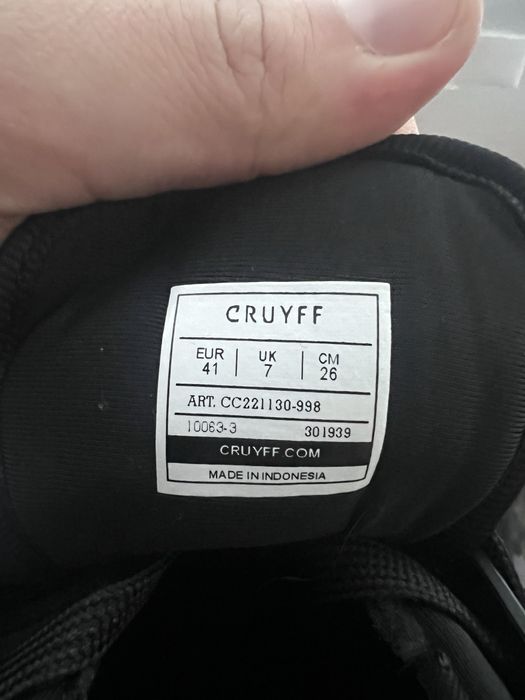 CRUYFF
EUR | UK | CM
41 | 7 | 26
ART. CC221130-998
10063-3 301939
CRUYFF.COM
MADE IN INDONESIA